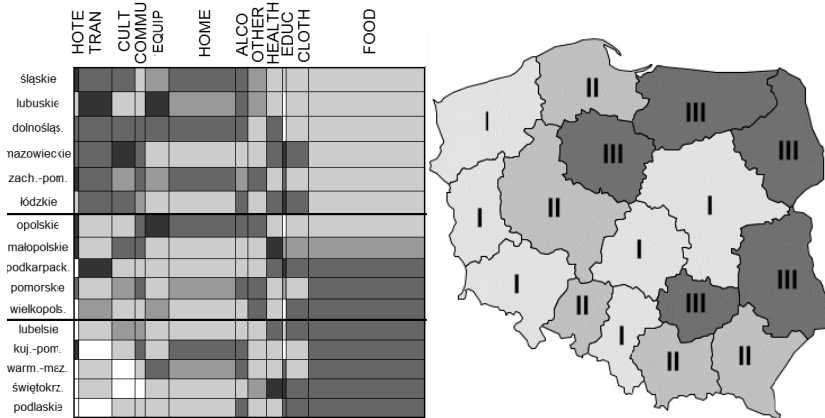 HOTE
TRAN
CULT
COMMU
EQUIP
HOME
ALCO
OTHER
HEALTH
EDUC
CLOTH
FOOD
śląskie
lubuskie
dolnośląs.
mazowieckie
zach.-pom.
łódzkie
opolskie
małopolskie
podkarpack.
pomorskie
wielkopols.
lubelsie
kuj.-pom.
warm.-maz.
świętokrz.
podlaskie
I
II
III
III
III
II
I
I
I
I
III
II
I
III
II
II